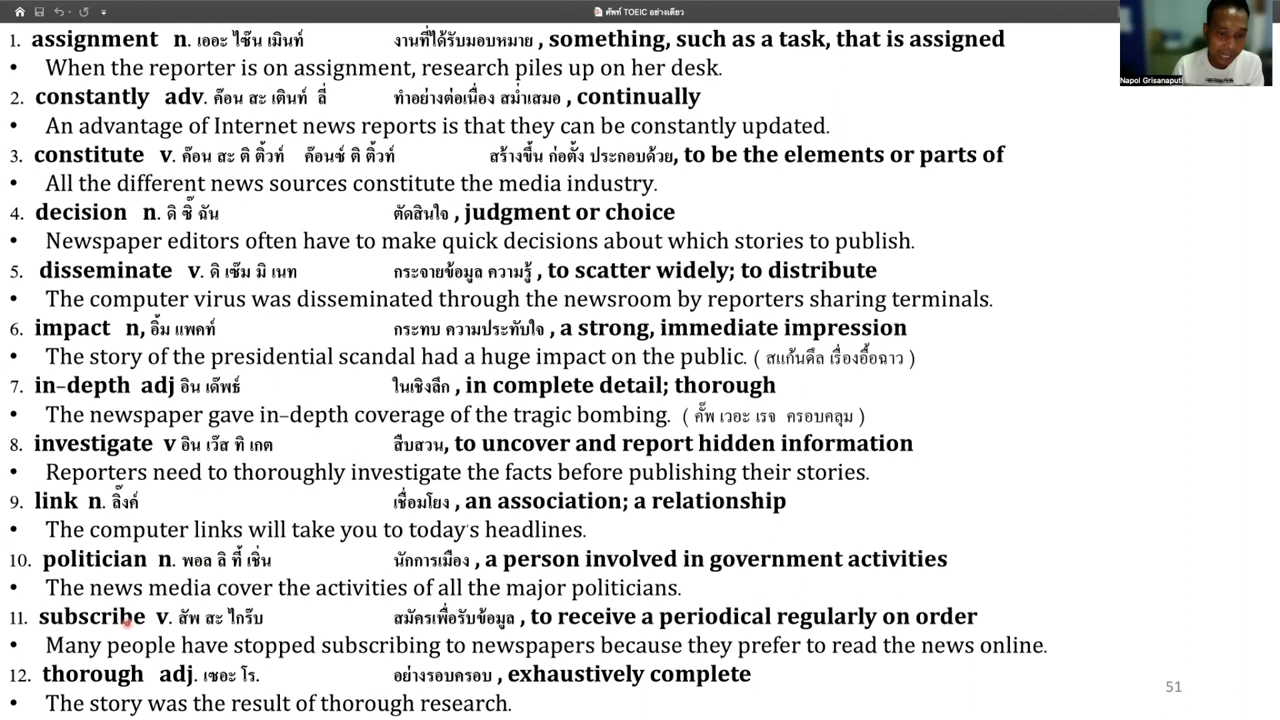 ศัพท์ TOEIC อย่างเดียว
Napol Grisanaputi
1. assignment n. เออะ ไซ๊น เมินท์ งานที่ได้รับมอบหมาย , something, such as a task, that is assigned
• When the reporter is on assignment, research piles up on her desk.
2. constantly adv. ค๊อน สะ เตินท์ ลี่ ทำอย่างต่อเนื่อง สม่ำเสมอ , continually
• An advantage of Internet news reports is that they can be constantly updated.
3. constitute v. ค๊อน สะ ติ ติ้วท์ ค๊อนซ์ ติ ติ้วท์ สร้างขึ้น ก่อตั้ง ประกอบด้วย, to be the elements or parts of
• All the different news sources constitute the media industry.
4. decision n. ดิ ซิ๊ ฉัน ตัดสินใจ , judgment or choice
• Newspaper editors often have to make quick decisions about which stories to publish.
5. disseminate v. ดิ เซ๊ม มิ เนท กระจายข้อมูล ความรู้ , to scatter widely; to distribute
• The computer virus was disseminated through the newsroom by reporters sharing terminals.
6. impact n, อิ้ม แพคท์ กระทบ ความประทับใจ , a strong, immediate impression
• The story of the presidential scandal had a huge impact on the public. ( สแก้นดึล เรื่องอื้อฉาว )
7. in-depth adj อิน เด๊พธ์ ในเชิงลึก , in complete detail; thorough
• The newspaper gave in-depth coverage of the tragic bombing. ( คั๊พ เวอะ เรจ ครอบคลุม )
8. investigate v อิน เว๊ส ทิ เกต สืบสวน, to uncover and report hidden information
• Reporters need to thoroughly investigate the facts before publishing their stories.
9. link n. ลิ๊งค์ เชื่อมโยง , an association; a relationship
• The computer links will take you to today's headlines.
10. politician n. พอล ลิ ที้ เชิ่น นักการเมือง , a person involved in government activities
• The news media cover the activities of all the major politicians.
11. subscribe v. สัพ สะ ไกร๊บ สมัครเพื่อรับข้อมูล , to receive a periodical regularly on order
• Many people have stopped subscribing to newspapers because they prefer to read the news online.
12. thorough adj. เซอะ โร. อย่างรอบครอบ , exhaustively complete
• The story was the result of thorough research.
51